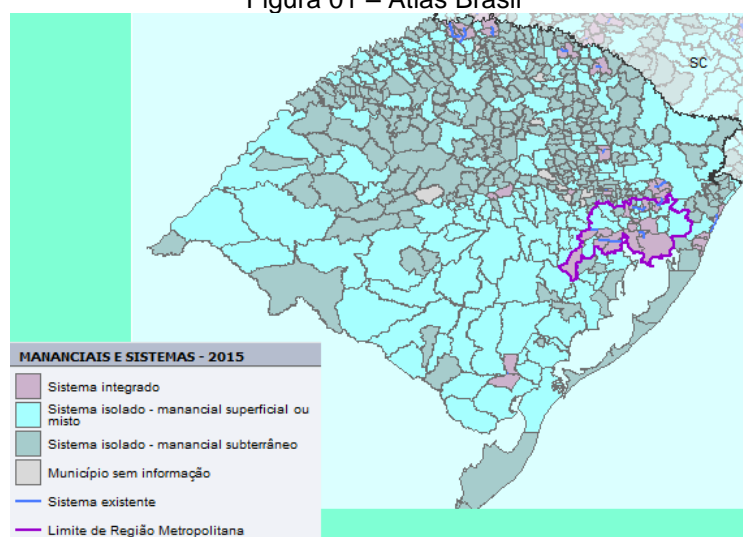 Figura 01 – Atlas Brasil
SC
MANANCIAIS E SISTEMAS - 2015
Sistema integrado
Sistema isolado - manancial superficial ou
misto
Sistema isolado - manancial subterrâneo
Município sem informação
Sistema existente
Limite de Região Metropolitana